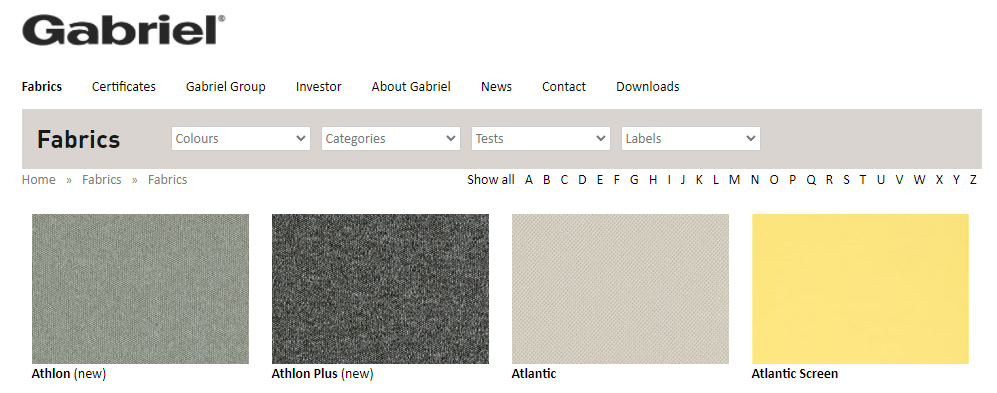 Gabriel®
Fabrics Certificates Gabriel Group Investor About Gabriel News Contact Downloads
Fabrics Colours Categories Tests Labels
Home » Fabrics » Fabrics Show all A B C D E F G H I J K L M N O P Q R S T U V W X Y Z
Athlon (new) Athlon Plus (new) Atlantic Atlantic Screen